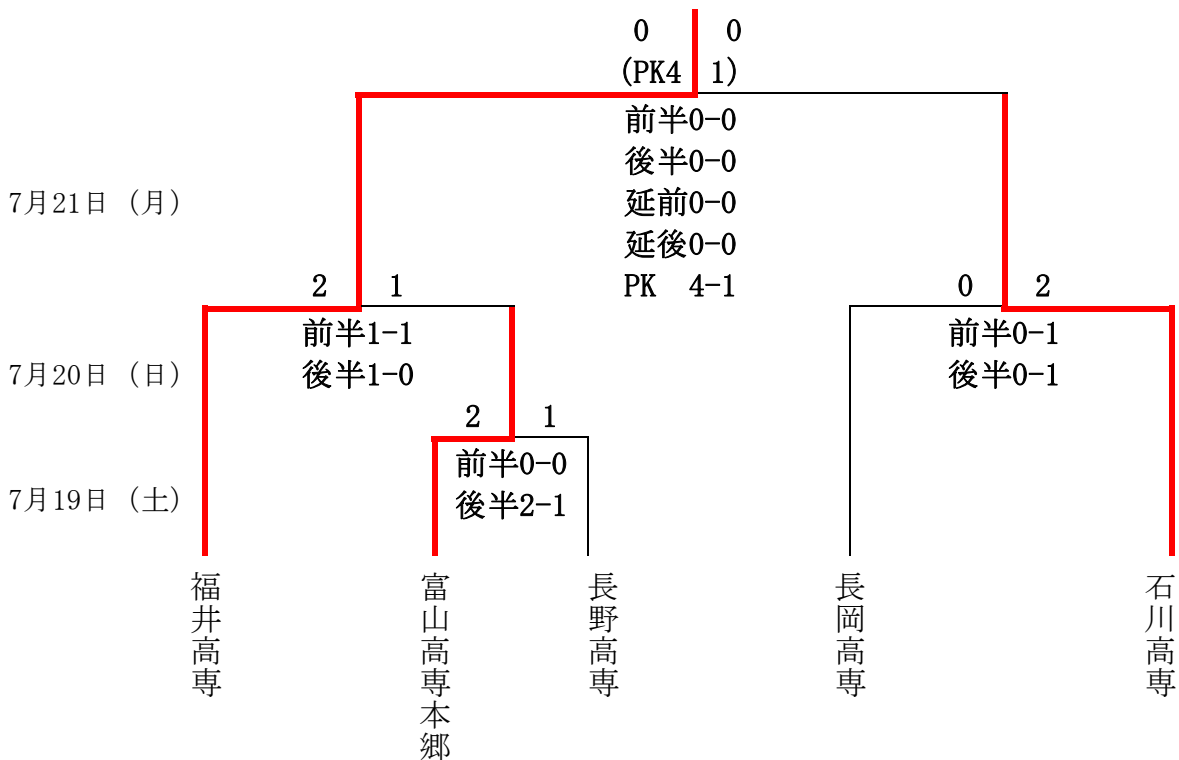 0 0
(PK4 1)
前半0-0
後半0-0
7月21日 (月)
延前0-0
延後0-0
PK 4-1
2 1
0 2
前半1-1
後半1-0
前半0-1
後半0-1
7月20日 (日)
2 1
前半0-0
後半2-1
7月19日 (土)
福井高専
富山高専本郷
長野高専
長岡高専
石川高専